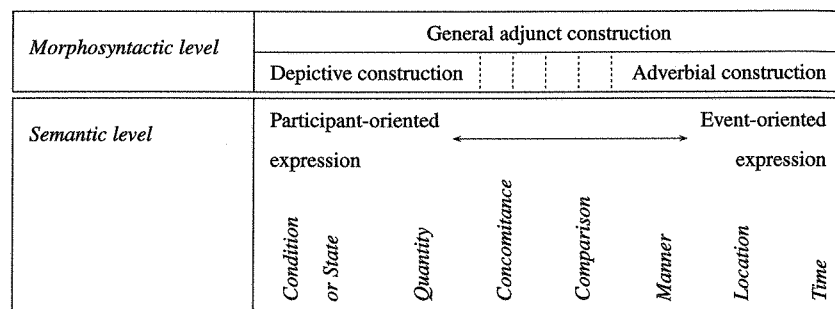 General adjunct construction
Morphosyntactic level
Depictive construction
Adverbial construction
Semantic level
Participant-oriented
expression
Event-oriented
expression
Condition
or State
Quantity
Concomitance
Comparison
Manner
Location
Time